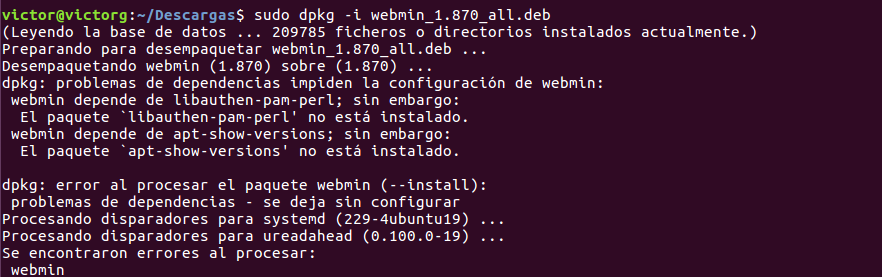 victor@victorg:~/Descargas$ sudo dpkg -i webmin_1.870_all.deb
(Leyendo la base de datos ... 209785 ficheros o directorios instalados actualmente.)
Preparando para desempaquetar webmin_1.870_all.deb ...
Desempaquetando webmin (1.870) sobre (1.870) ...
dpkg: problemas de dependencias impiden la configuración de webmin:
 webmin depende de libauthen-pam-perl; sin embargo:
  El paquete `libauthen-pam-perl' no está instalado.
 webmin depende de apt-show-versions; sin embargo:
  El paquete `apt-show-versions' no está instalado.

dpkg: error al procesar el paquete webmin (--install):
 problemas de dependencias - se deja sin configurar
Procesando disparadores para systemd (229-4ubuntu19) ...
Procesando disparadores para ureadahead (0.100.0-19) ...
Se encontraron errores al procesar:
 webmin